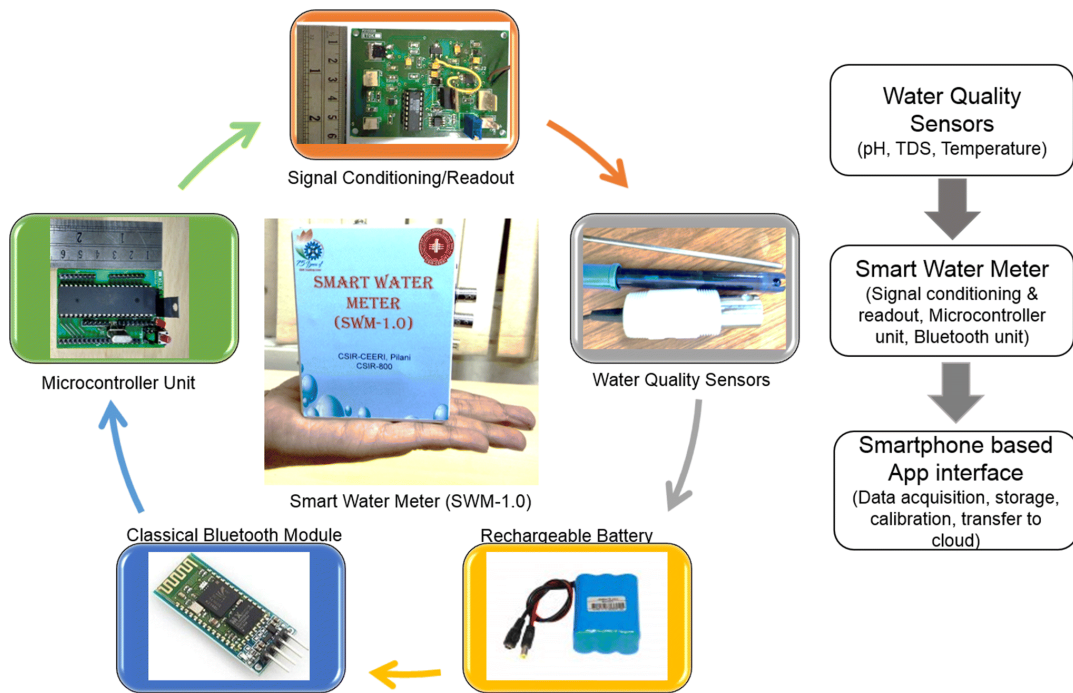 Signal Conditioning/Readout
Microcontroller Unit
SMART WATER
METER
(SWM-1.0)
CSIR-CEERI, Pilani
CSIR-800
Water Quality Sensors
Smart Water Meter (SWM-1.0)
Classical Bluetooth Module
Rechargeable Battery
Water Quality
Sensors
(pH, TDS, Temperature)
Smart Water Meter
(Signal conditioning &
readout, Microcontroller
unit, Bluetooth unit)
Smartphone based
App interface
(Data acquisition, storage,
calibration, transfer to
cloud)